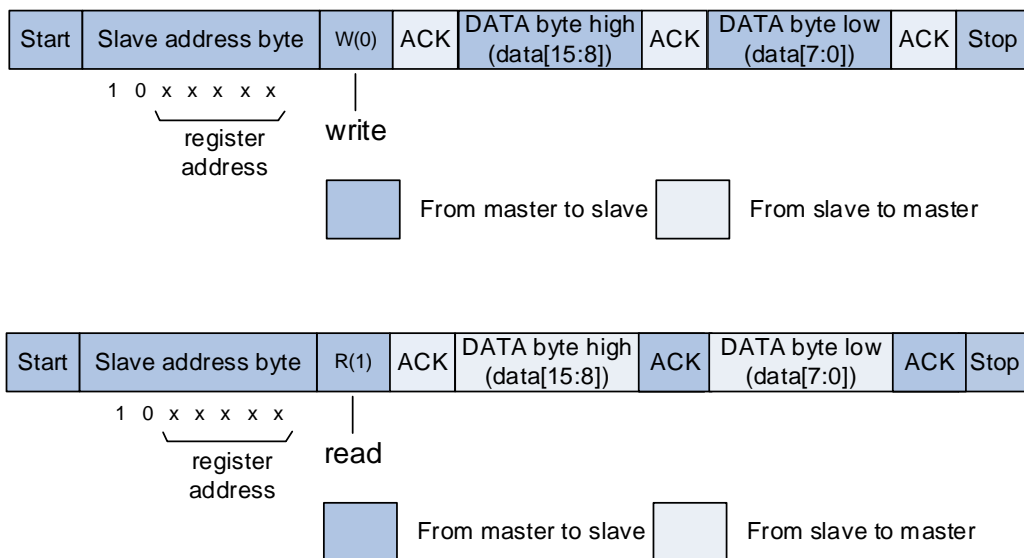 Start Slave address byte W(0) ACK DATA byte high (data[15:8]) ACK DATA byte low (data[7:0]) ACK Stop
1 0 x x x x x
register address
write
From master to slave From slave to master
Start Slave address byte R(1) ACK DATA byte high (data[15:8]) ACK DATA byte low (data[7:0]) ACK Stop
1 0 x x x x x
register address
read
From master to slave From slave to master